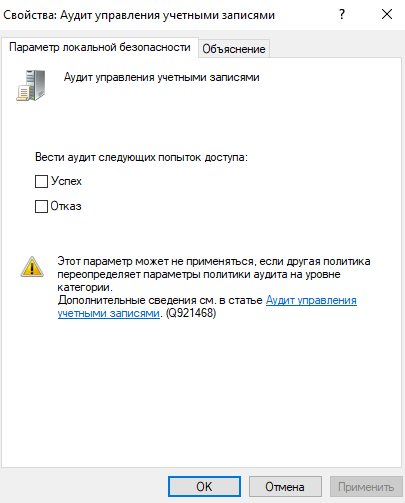 Свойства: Аудит управления учетными записями ? ×
Параметр локальной безопасности Объяснение
Аудит управления учетными записями
Вести аудит следующих попыток доступа:
Успех
Отказ
Этот параметр может не применяться, если другая политика
переопределяет параметры политики аудита на уровне
категории.
Дополнительные сведения см. в статье Аудит управления
учетными записями. (Q921468)
OK Отмена Применить